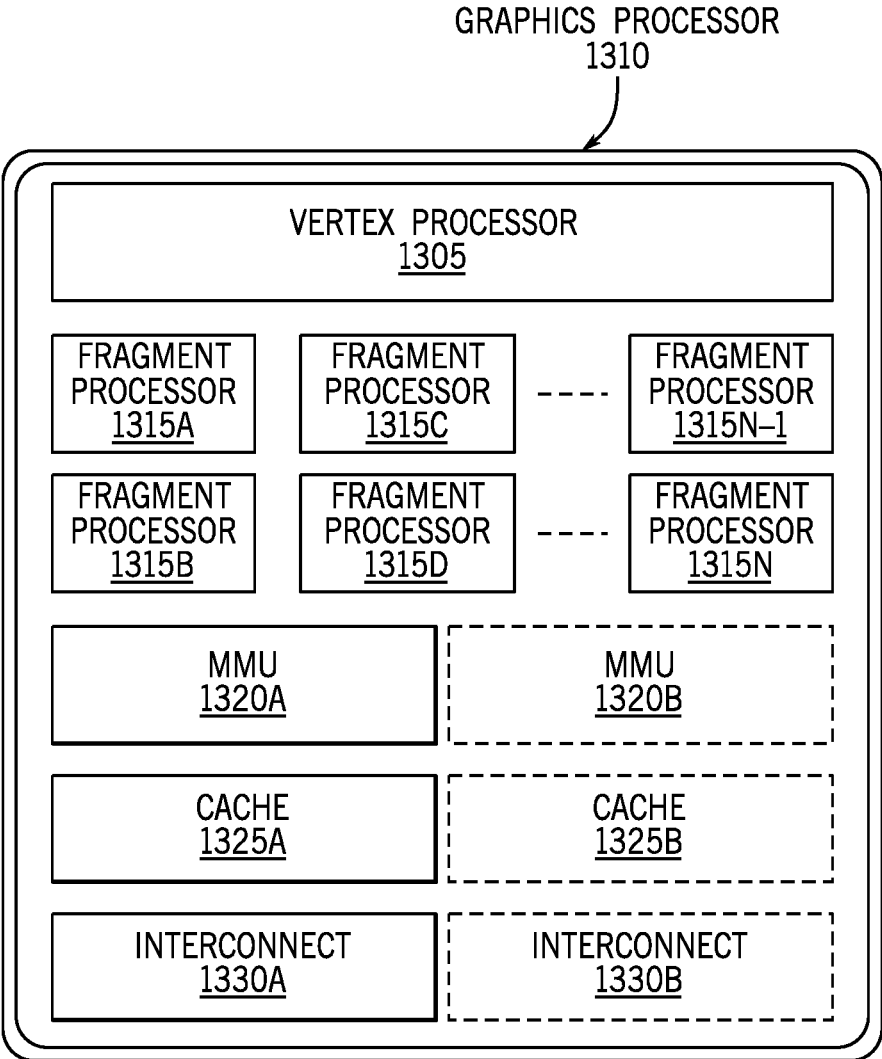 GRAPHICS PROCESSOR
1310
VERTEX PROCESSOR
1305
FRAGMENT
PROCESSOR
1315A
FRAGMENT
PROCESSOR
1315C
FRAGMENT
PROCESSOR
1315N–1
FRAGMENT
PROCESSOR
1315B
FRAGMENT
PROCESSOR
1315D
FRAGMENT
PROCESSOR
1315N
MMU
1320A
MMU
1320B
CACHE
1325A
CACHE
1325B
INTERCONNECT
1330A
INTERCONNECT
1330B